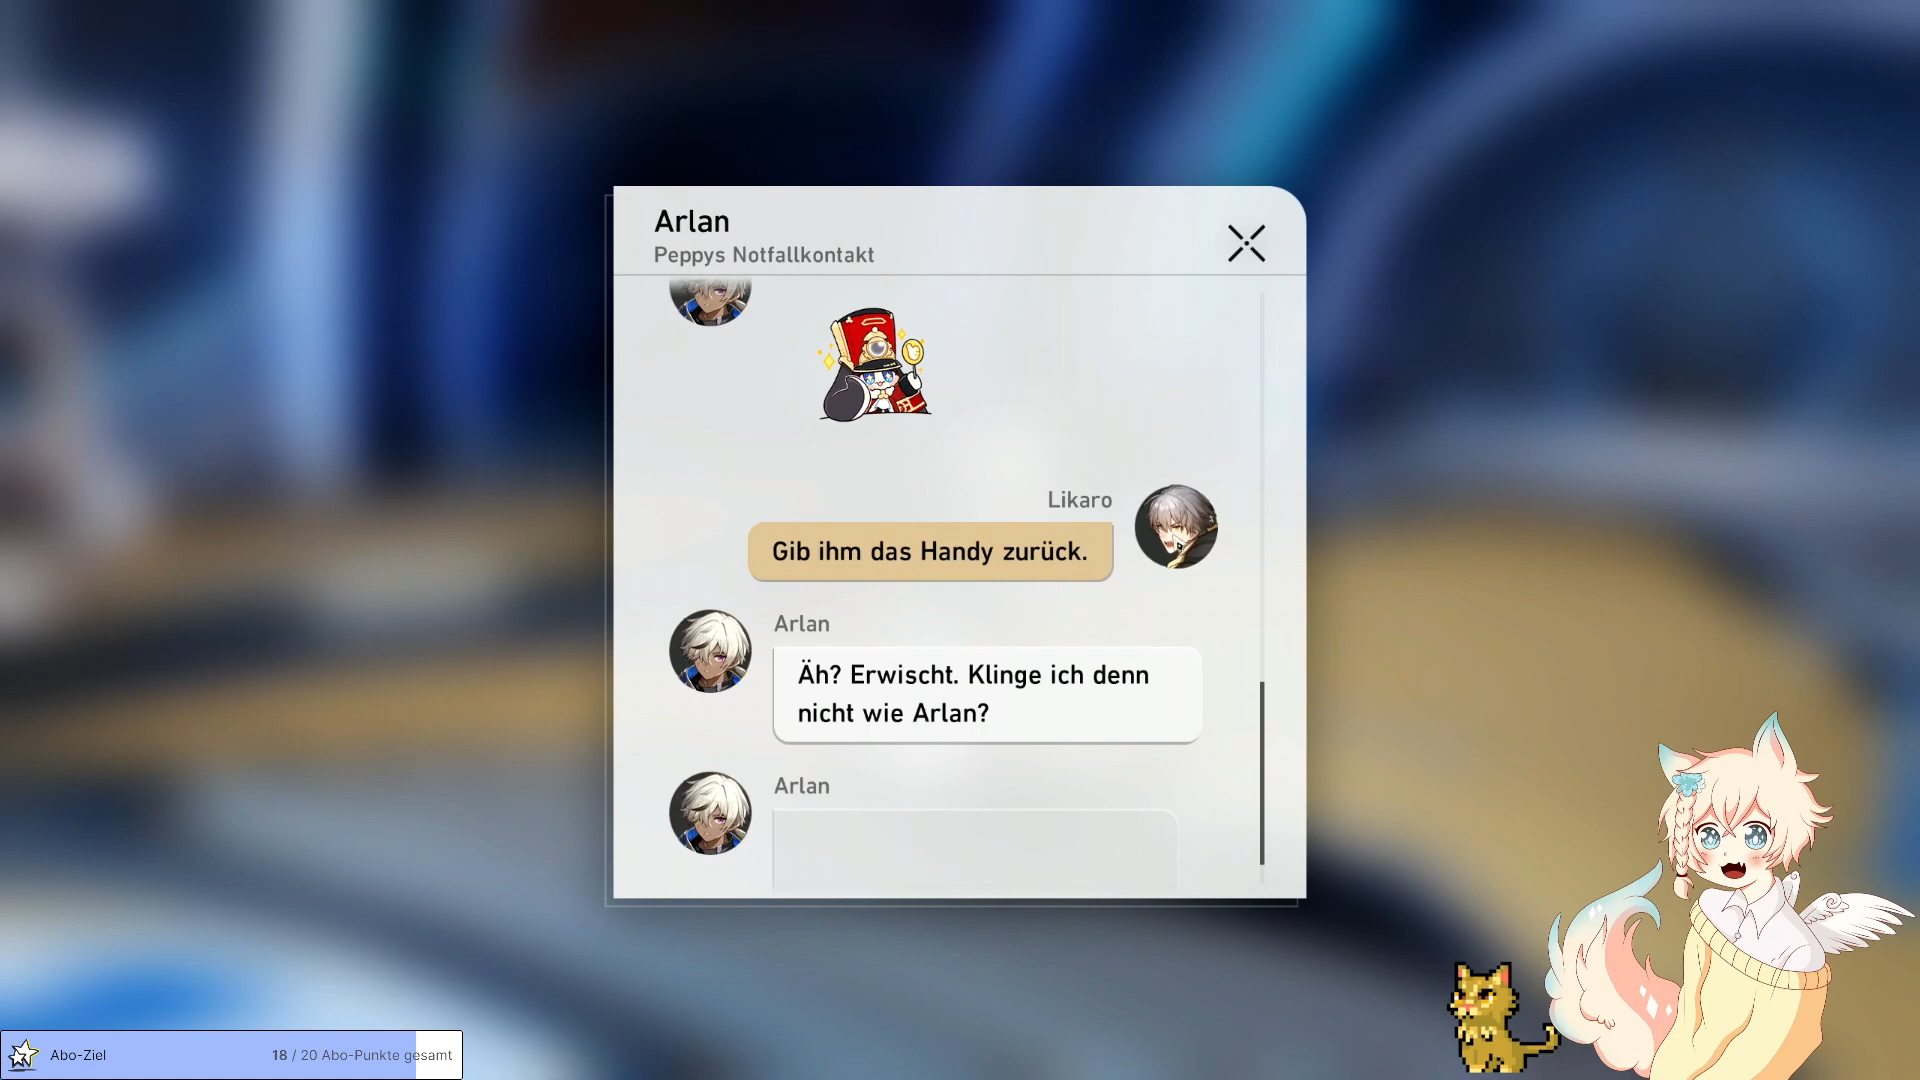 Arlan
Peppys Notfallkontakt
Likaro
Gib ihm das Handy zurück.
Arlan
Äh? Erwischt. Klinge ich denn
nicht wie Arlan?
Arlan
Abo-Ziel
18 / 20 Abo-Punkte gesamt